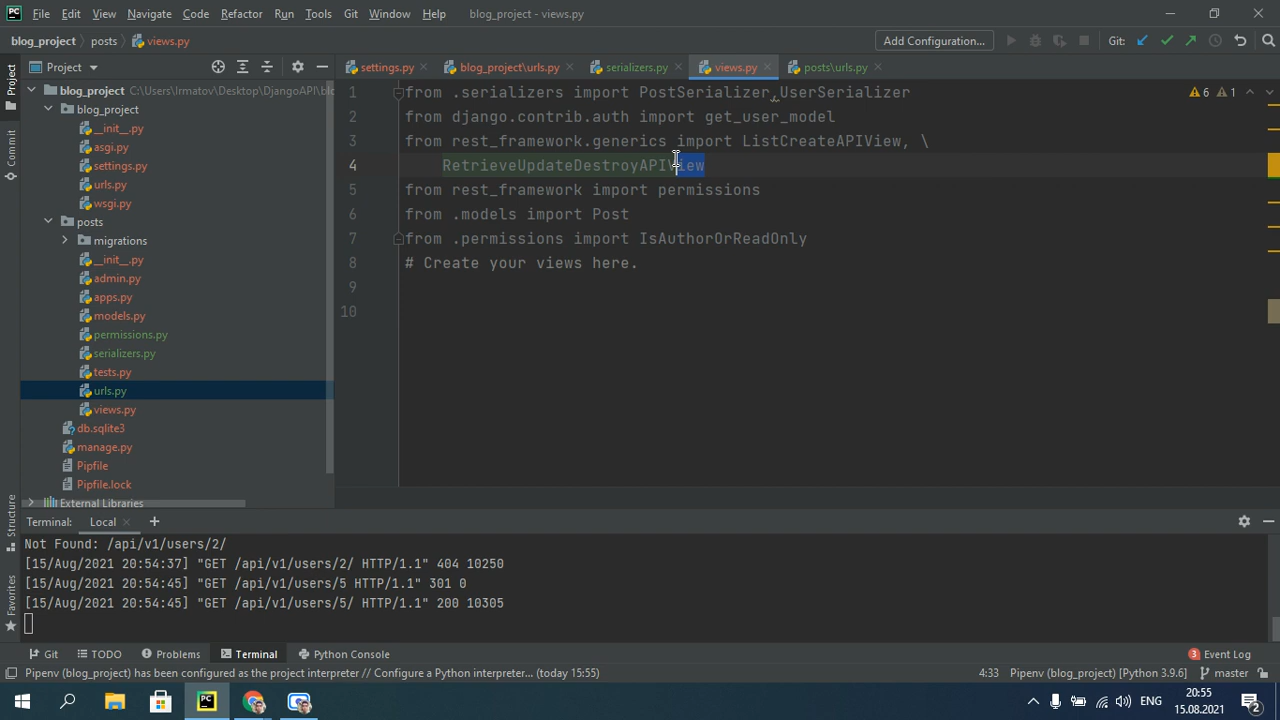 File Edit View Navigate Code Refactor Run Tools Git Window Help blog_project - views.py
blog_project posts views.py Add Configuration... Git:
Project
settings.py blog_project\urls.py serializers.py views.py posts\urls.py
blog_project C:\Users\Irmatov\Desktop\DjangoAPI\bl
blog_project
__init__.py
asgi.py
settings.py
urls.py
wsgi.py
posts
migrations
__init__.py
admin.py
apps.py
models.py
permissions.py
serializers.py
tests.py
urls.py
views.py
db.sqlite3
manage.py
Pipfile
Pipfile.lock
External Libraries
1 from .serializers import PostSerializer,UserSerializer
2 from django.contrib.auth import get_user_model
3 from rest_framework.generics import ListCreateAPIView, \
4 RetrieveUpdateDestroyAPIView
5 from rest_framework import permissions
6 from .models import Post
7 from .permissions import IsAuthorOrReadOnly
8 # Create your views here.
9
10
6 1
Project
Commit
Structure
Favorites
Terminal: Local
Not Found: /api/v1/users/2/
[15/Aug/2021 20:54:37] "GET /api/v1/users/2/ HTTP/1.1" 404 10250
[15/Aug/2021 20:54:45] "GET /api/v1/users/5 HTTP/1.1" 301 0
[15/Aug/2021 20:54:45] "GET /api/v1/users/5/ HTTP/1.1" 200 10305
Git TODO Problems Terminal Python Console 3 Event Log
Pipenv (blog_project) has been configured as the project interpreter // Configure a Python interpreter... (today 15:55) 4:33 Pipenv (blog_project) [Python 3.9.6] master
ENG 20:55
15.08.2021
2